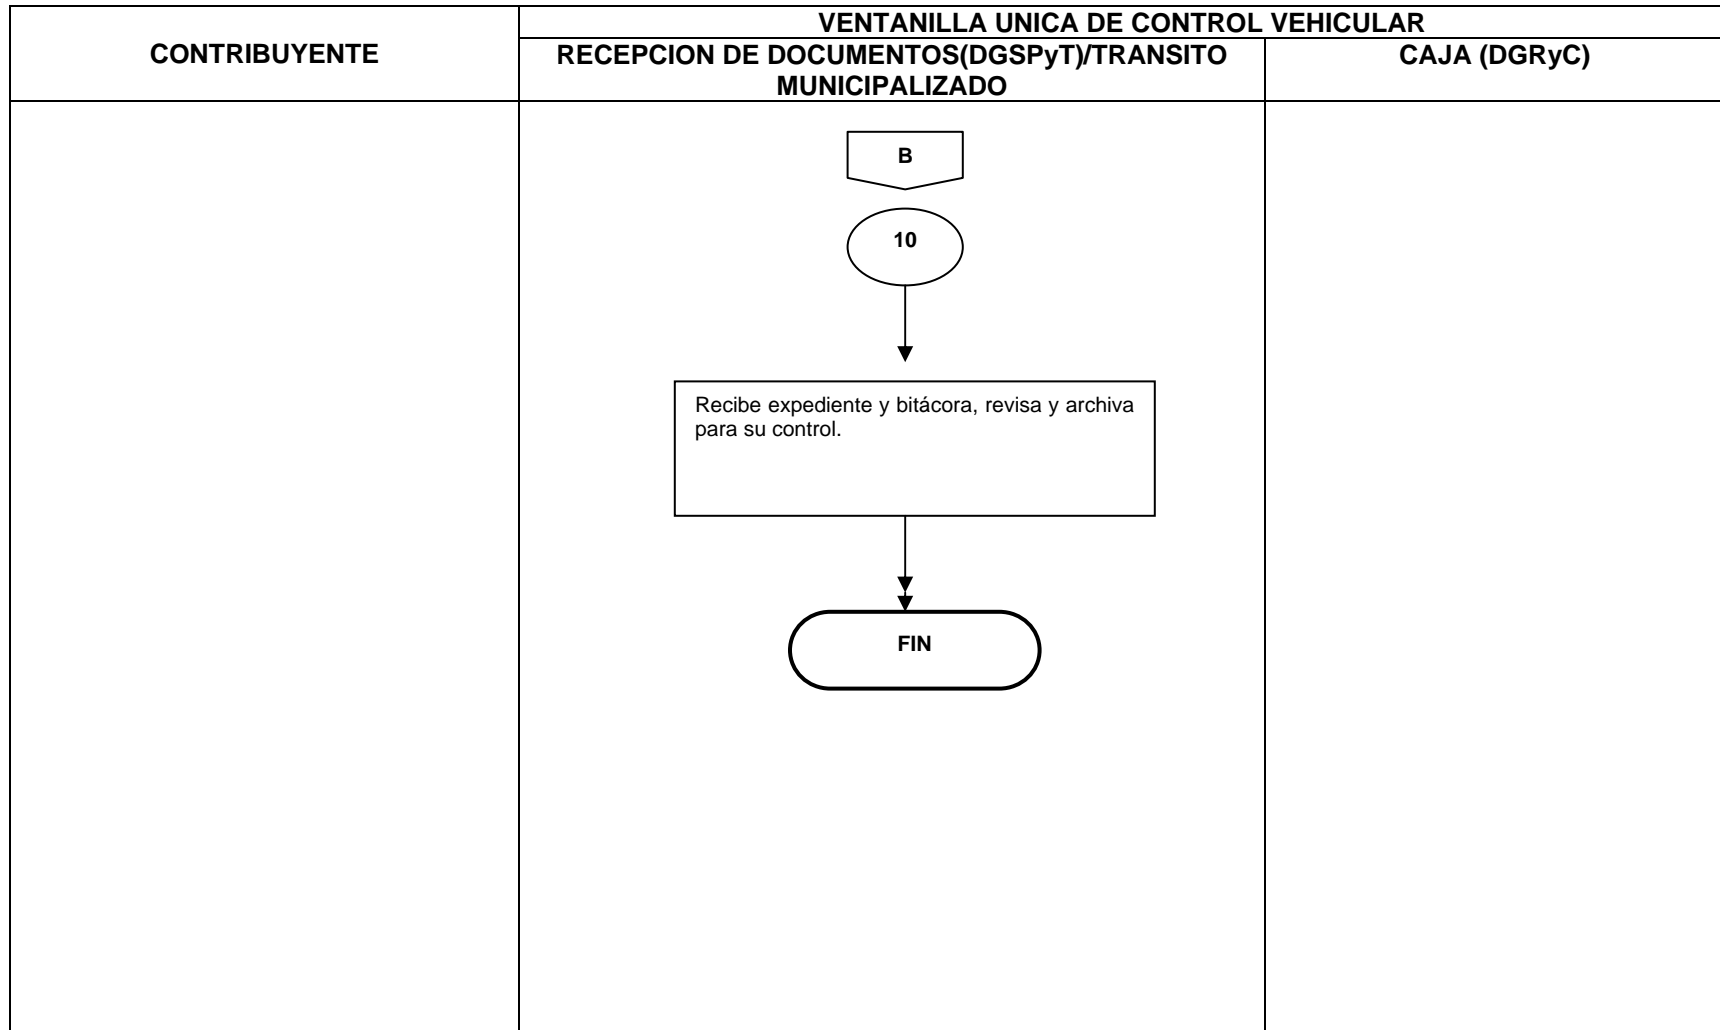 VENTANILLA UNICA DE CONTROL VEHICULAR
CONTRIBUYENTE
RECEPCION DE DOCUMENTOS(DGSPyT)/TRANSITO
MUNICIPALIZADO
CAJA (DGRyC)
B
10
Recibe expediente y bitácora, revisa y archiva
para su control.
FIN